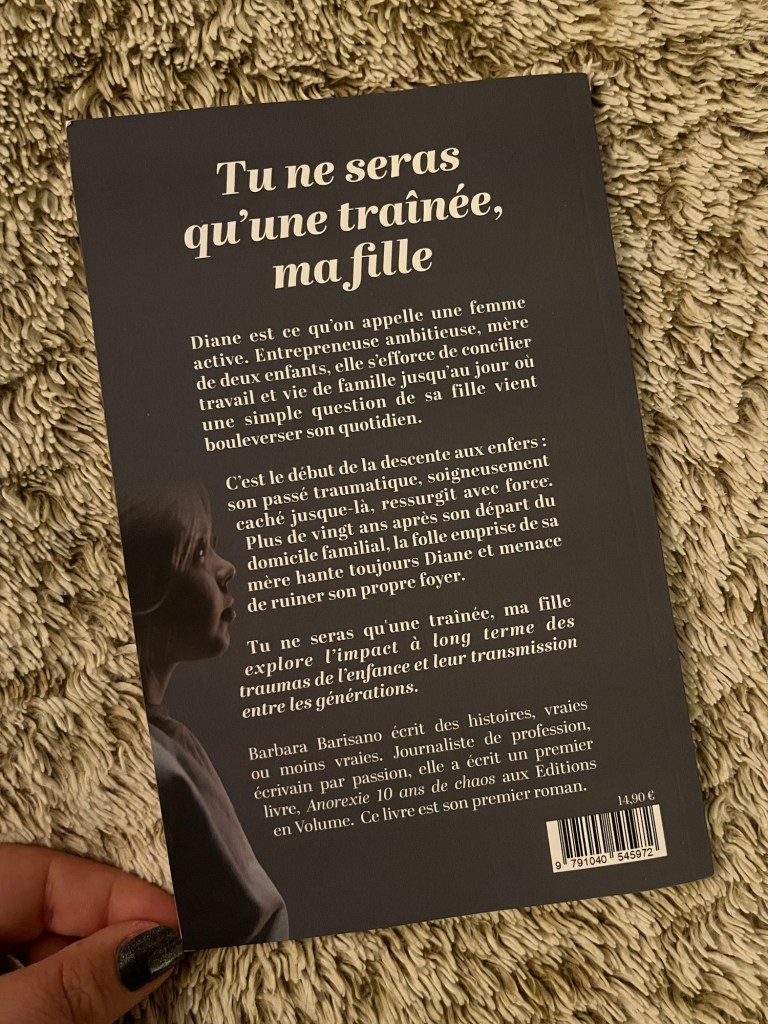 Tu ne seras
qu'une traînée,
ma fille
Diane est ce qu'on appelle une femme
active. Entrepreneuse ambitieuse, mère
de deux enfants, elle s'efforce de concilier
travail et vie de famille jusqu'au jour où
une simple question de sa fille vient
bouleverser son quotidien.
C'est le début de la descente aux enfers :
son passé traumatique, soigneusement
caché jusque-là, ressurgit avec force.
Plus de vingt ans après son départ du
domicile familial, la folle emprise de sa
mère hante toujours Diane et menace
de ruiner son propre foyer.
Tu ne seras qu'une traînée, ma fille
explore l'impact à long terme des
traumas de l'enfance et leur transmission
entre les générations.
Barbara Barisano écrit des histoires, vraies
ou moins vraies. Journaliste de profession,
écrivain par passion, elle a écrit un premier
livre, Anorexie 10 ans de chaos aux Editions
en Volume. Ce livre est son premier roman.
14,90 €
9 791040 545972